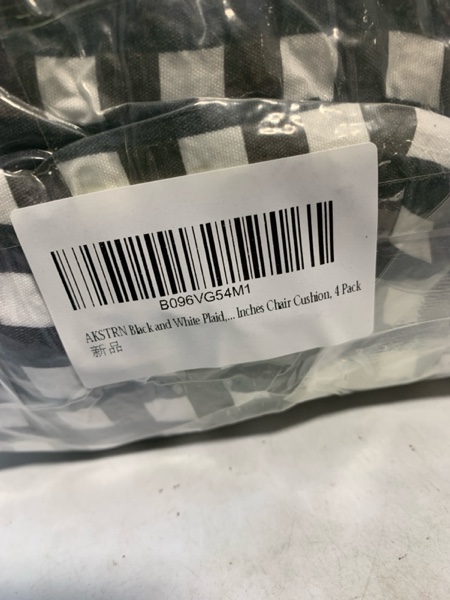 B096VG54M1
AKSTRN Black and White Plaid,... Inches Chair Cushion, 4 Pack
新品